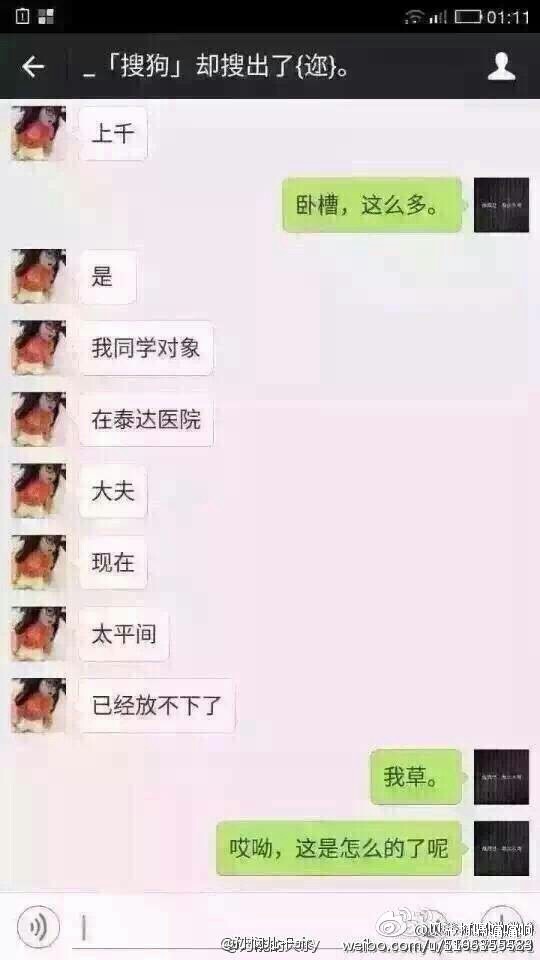 01:11
_「搜狗」却搜出了{迩}。
上千
卧槽，这么多。
是
我同学对象
在泰达医院
大夫
现在
太平间
已经放不下了
我草。
哎呦，这是怎么的了呢